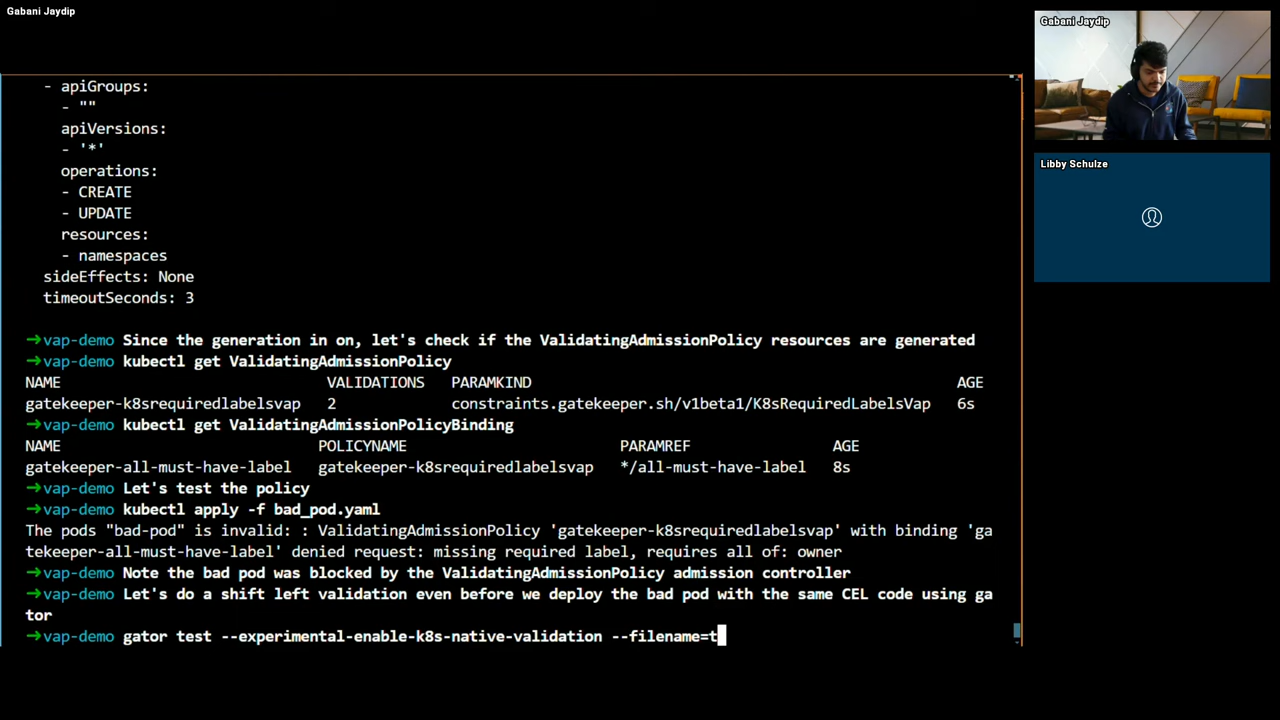 Gabani Jaydip
Gabani Jaydip
Libby Schulze
- apiGroups:
- ""
apiVersions:
- '*'
operations:
- CREATE
- UPDATE
resources:
- namespaces
sideEffects: None
timeoutSeconds: 3
➜vap-demo Since the generation in on, let's check if the ValidatingAdmissionPolicy resources are generated
➜vap-demo kubectl get ValidatingAdmissionPolicy
NAME VALIDATIONS PARAMKIND AGE
gatekeeper-k8srequiredlabelsvap 2 constraints.gatekeeper.sh/v1beta1/K8sRequiredLabelsVap 6s
➜vap-demo kubectl get ValidatingAdmissionPolicyBinding
NAME POLICYNAME PARAMREF AGE
gatekeeper-all-must-have-label gatekeeper-k8srequiredlabelsvap */all-must-have-label 8s
➜vap-demo Let's test the policy
➜vap-demo kubectl apply -f bad_pod.yaml
The pods "bad-pod" is invalid: : ValidatingAdmissionPolicy 'gatekeeper-k8srequiredlabelsvap' with binding 'ga
tekeeper-all-must-have-label' denied request: missing required label, requires all of: owner
➜vap-demo Note the bad pod was blocked by the ValidatingAdmissionPolicy admission controller
➜vap-demo Let's do a shift left validation even before we deploy the bad pod with the same CEL code using ga
tor
➜vap-demo gator test --experimental-enable-k8s-native-validation --filename=t